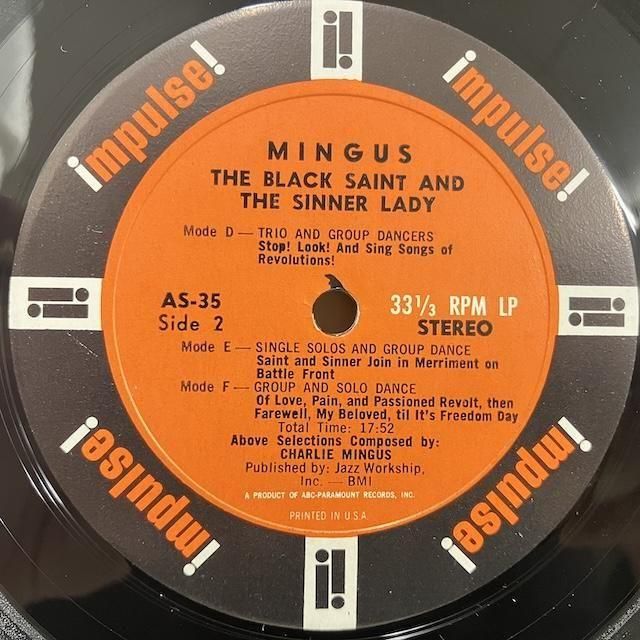 impulse!
impulse!
MINGUS
THE BLACK SAINT AND
THE SINNER LADY
Mode D — TRIO AND GROUP DANCERS
Stop! Look! And Sing Songs of
Revolutions!
AS-35
Side 2
33 1/3 RPM LP
STEREO
Mode E — SINGLE SOLOS AND GROUP DANCE
Saint and Sinner Join in Merriment on
Battle Front
Mode F — GROUP AND SOLO DANCE
Of Love, Pain, and Passioned Revolt, then
Farewell, My Beloved, til It's Freedom Day
Total Time: 17:52
Above Selections Composed by:
CHARLIE MINGUS
Published by: Jazz Workship,
Inc. — BMI
A PRODUCT OF ABC-PARAMOUNT RECORDS, INC.
PRINTED IN U.S.A.
impulse!
impulse!